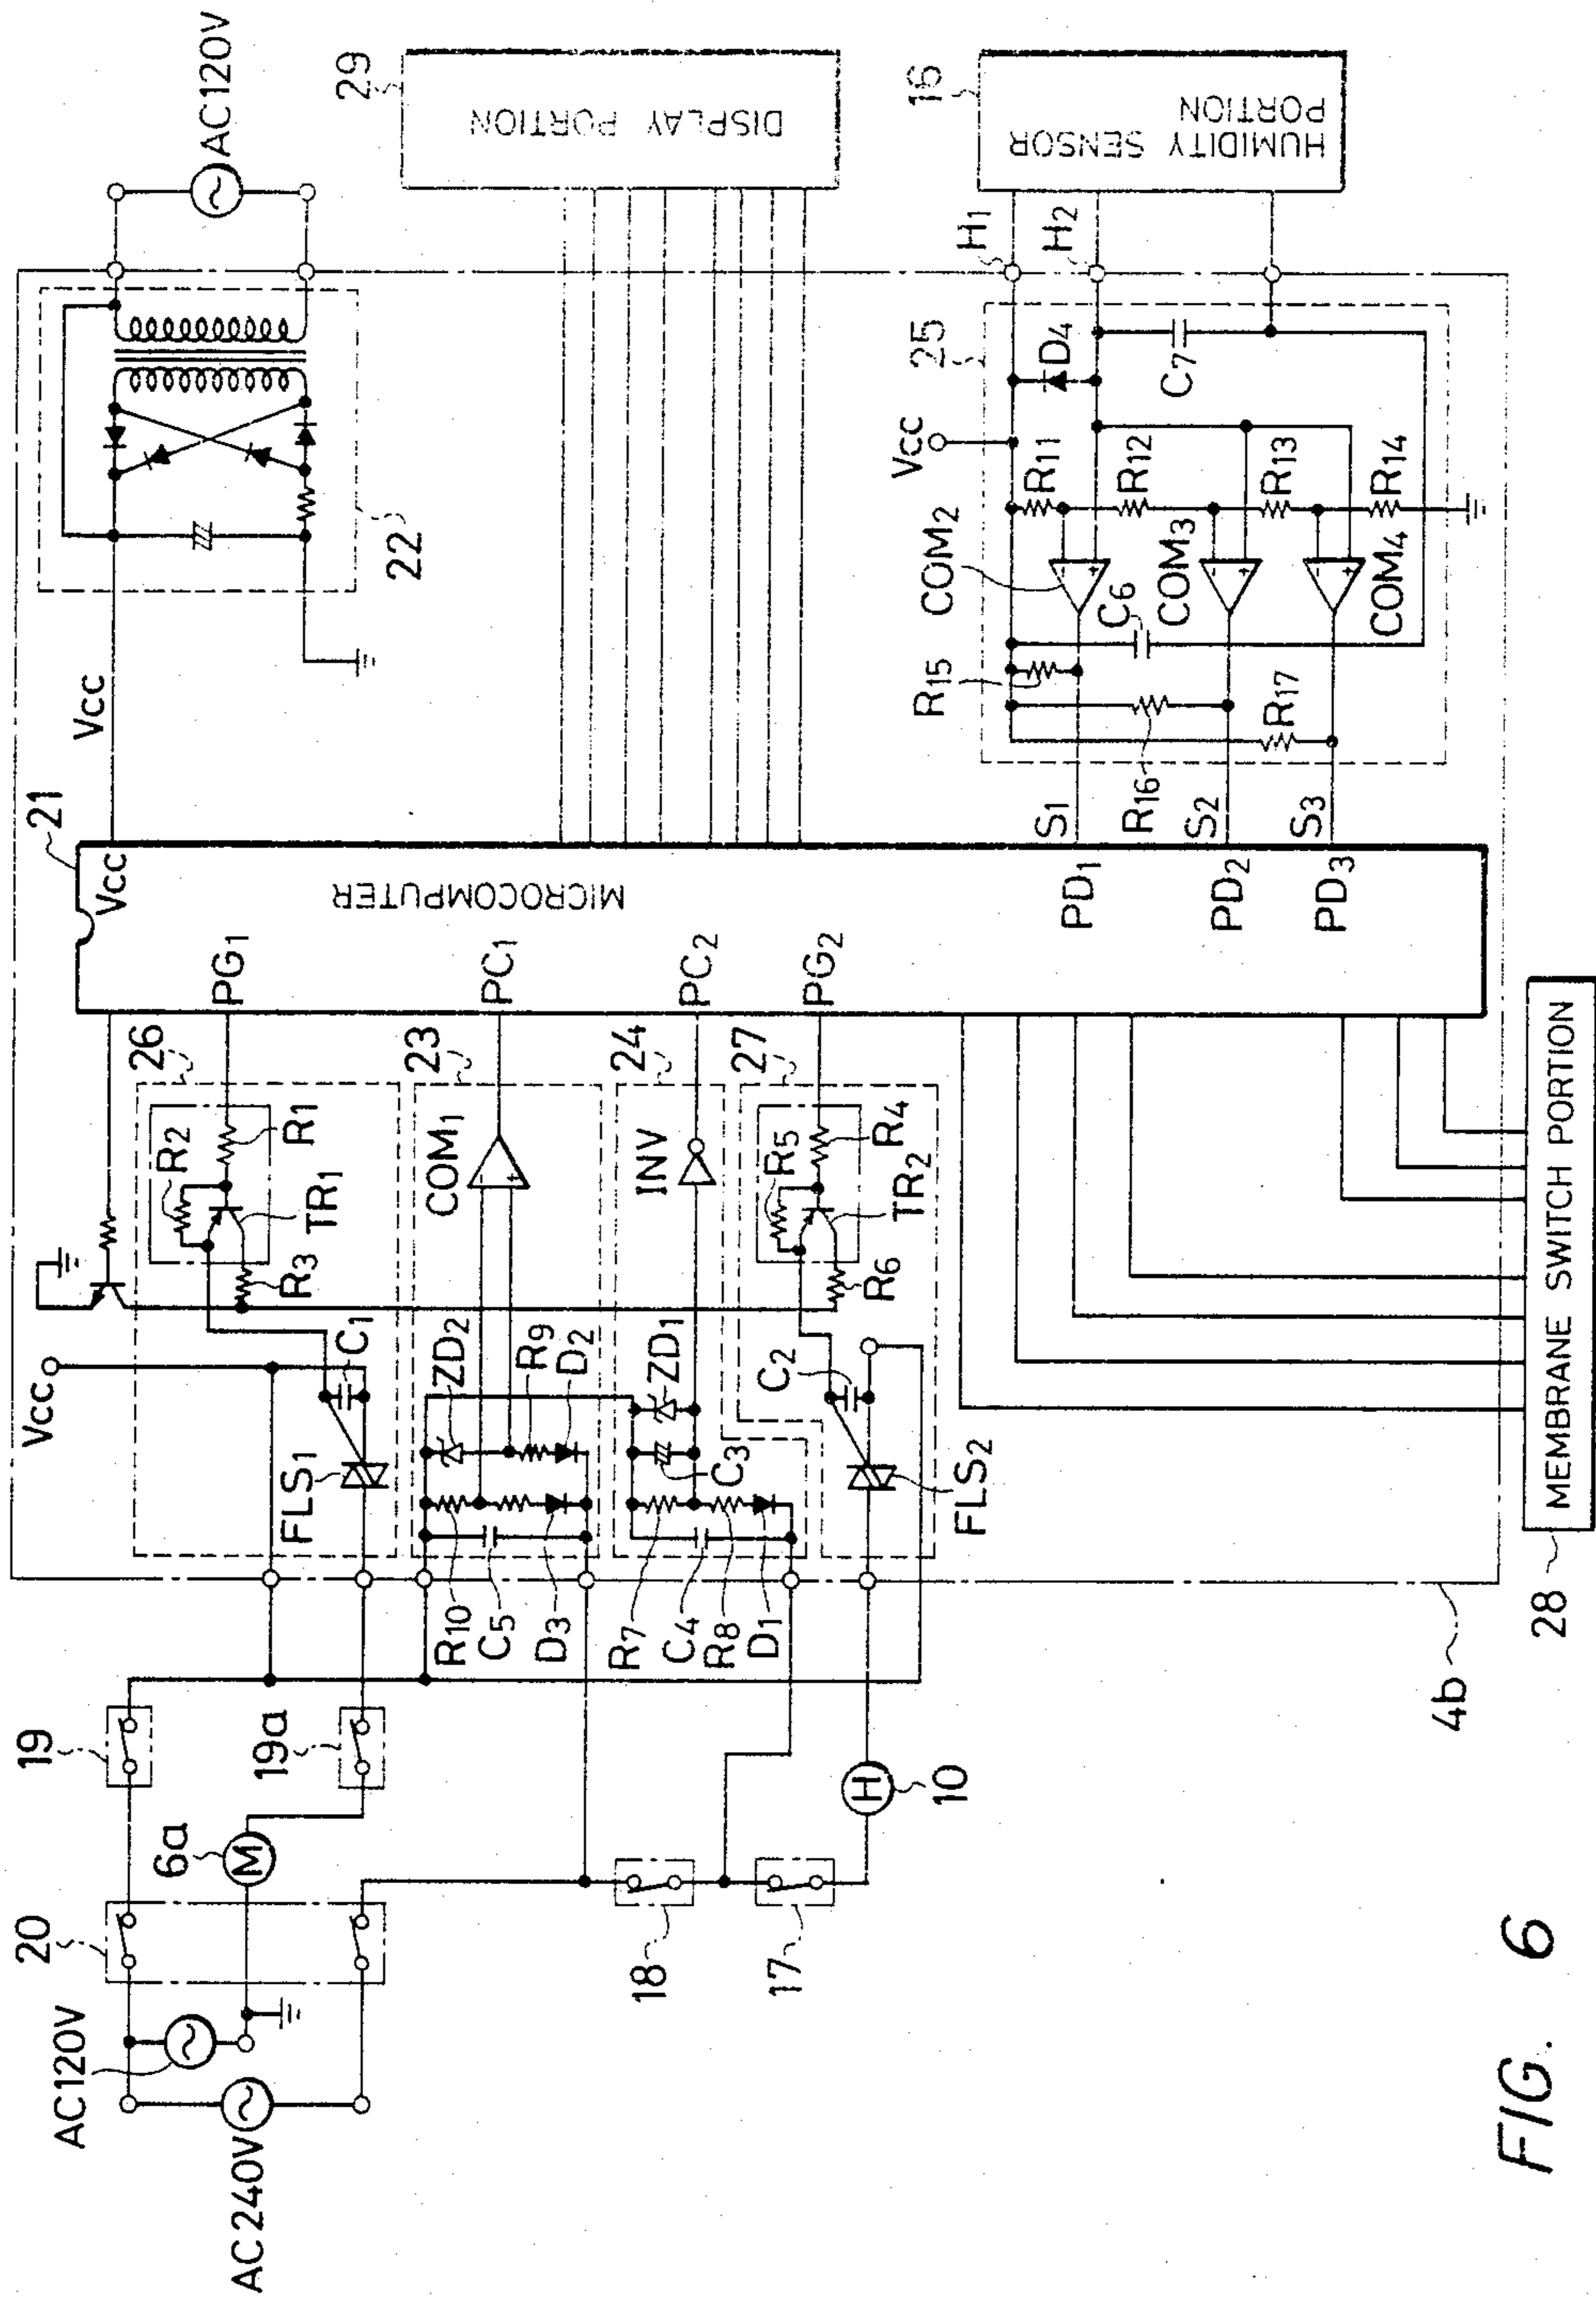 AC120V
AC240V
20
19
6a
M
19a
18
17
H
10
4b
Vcc
26
R2
R1
TR1
R3
C1
FLS1
23
COM1
ZD2
R9
D2
R10
C5
D3
24
INV
ZD1
C3
R7
C4
R8
D1
27
R5
R4
TR2
R6
C2
FLS2
21
Vcc
PG1
PC1
PC2
PG2
MICROCOMPUTER
PD1
PD2
PD3
Vcc
22
AC120V
29
DISPLAY PORTION
16
HUMIDITY SENSOR
PORTION
H1
H2
25
D4
C7
Vcc
R11
R12
R13
R14
COM2
COM3
COM4
C6
R15
R16
R17
S1
S2
S3
28
MEMBRANE SWITCH PORTION
FIG. 6